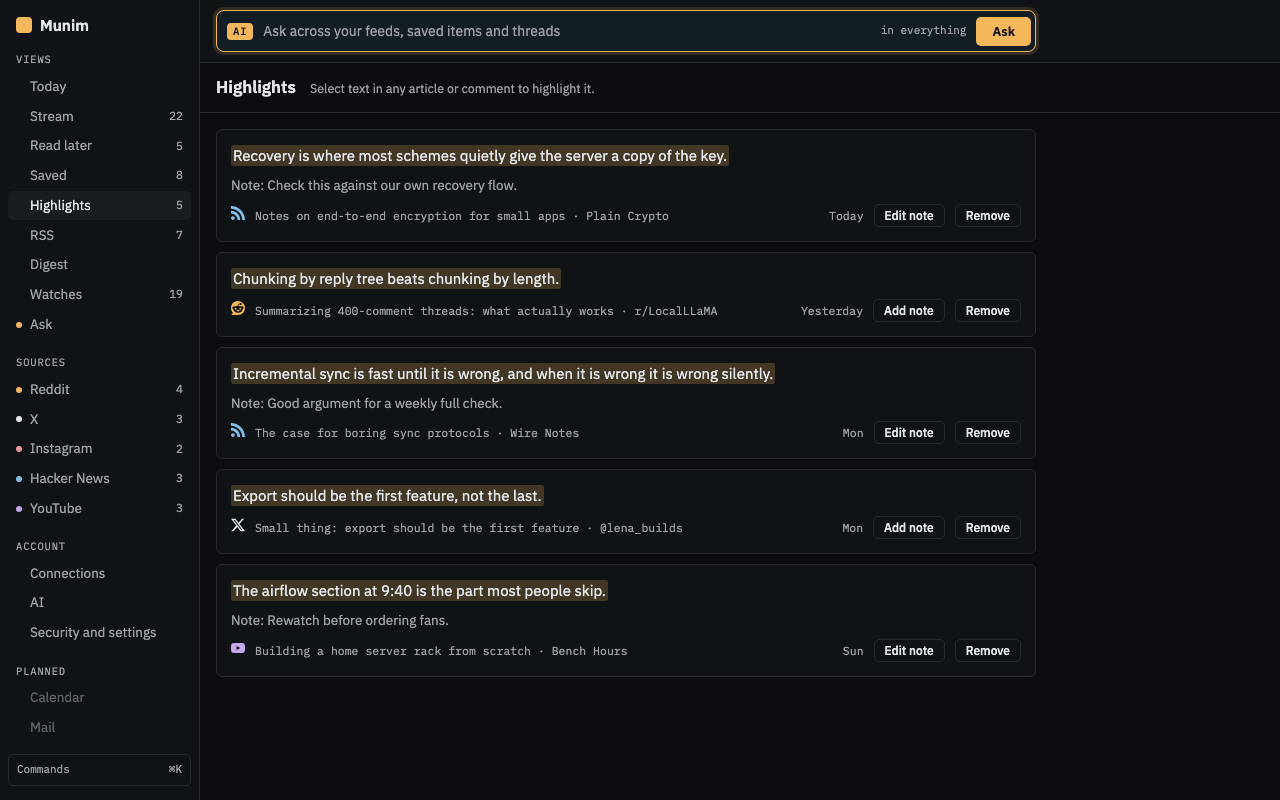 Munim
VIEWS
Today
Stream 22
Read later 5
Saved 8
Highlights 5
RSS 7
Digest
Watches 19
Ask
SOURCES
Reddit 4
X 3
Instagram 2
Hacker News 3
YouTube 3
ACCOUNT
Connections
AI
Security and settings
PLANNED
Calendar
Mail
Commands ⌘K
AI Ask across your feeds, saved items and threads in everything Ask
Highlights Select text in any article or comment to highlight it.
Recovery is where most schemes quietly give the server a copy of the key.
Note: Check this against our own recovery flow.
Notes on end-to-end encryption for small apps · Plain Crypto Today Edit note Remove
Chunking by reply tree beats chunking by length.
Summarizing 400-comment threads: what actually works · r/LocalLLaMA Yesterday Add note Remove
Incremental sync is fast until it is wrong, and when it is wrong it is wrong silently.
Note: Good argument for a weekly full check.
The case for boring sync protocols · Wire Notes Mon Edit note Remove
Export should be the first feature, not the last.
Small thing: export should be the first feature · @lena_builds Mon Add note Remove
The airflow section at 9:40 is the part most people skip.
Note: Rewatch before ordering fans.
Building a home server rack from scratch · Bench Hours Sun Edit note Remove